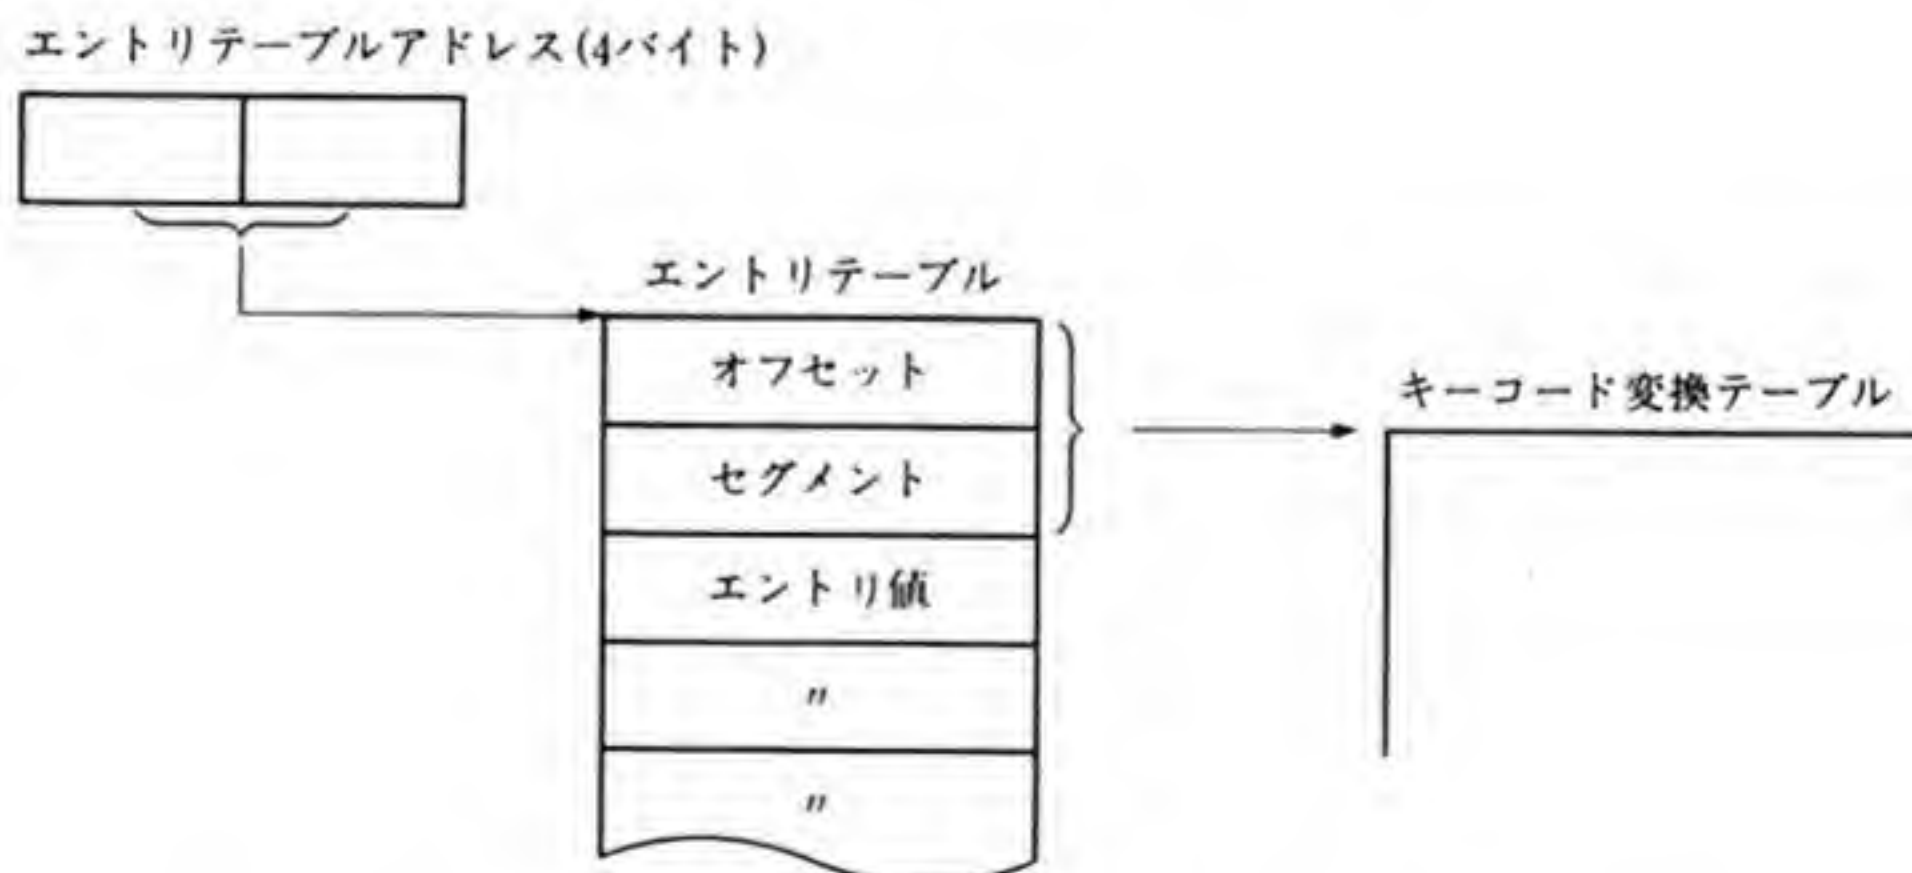 エントリテーブルアドレス(4バイト)
エントリテーブル
オフセット
セグメント
エントリ値
〃
〃
キーコード変換テーブル